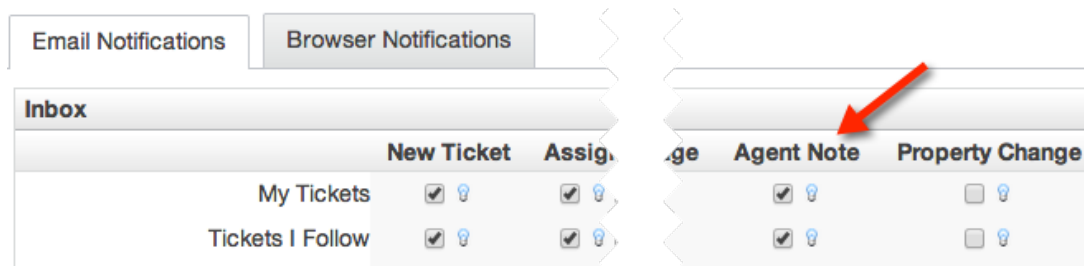 Email Notifications Browser Notifications
Inbox
New Ticket Agent Note Property Change
My Tickets
Tickets I Follow